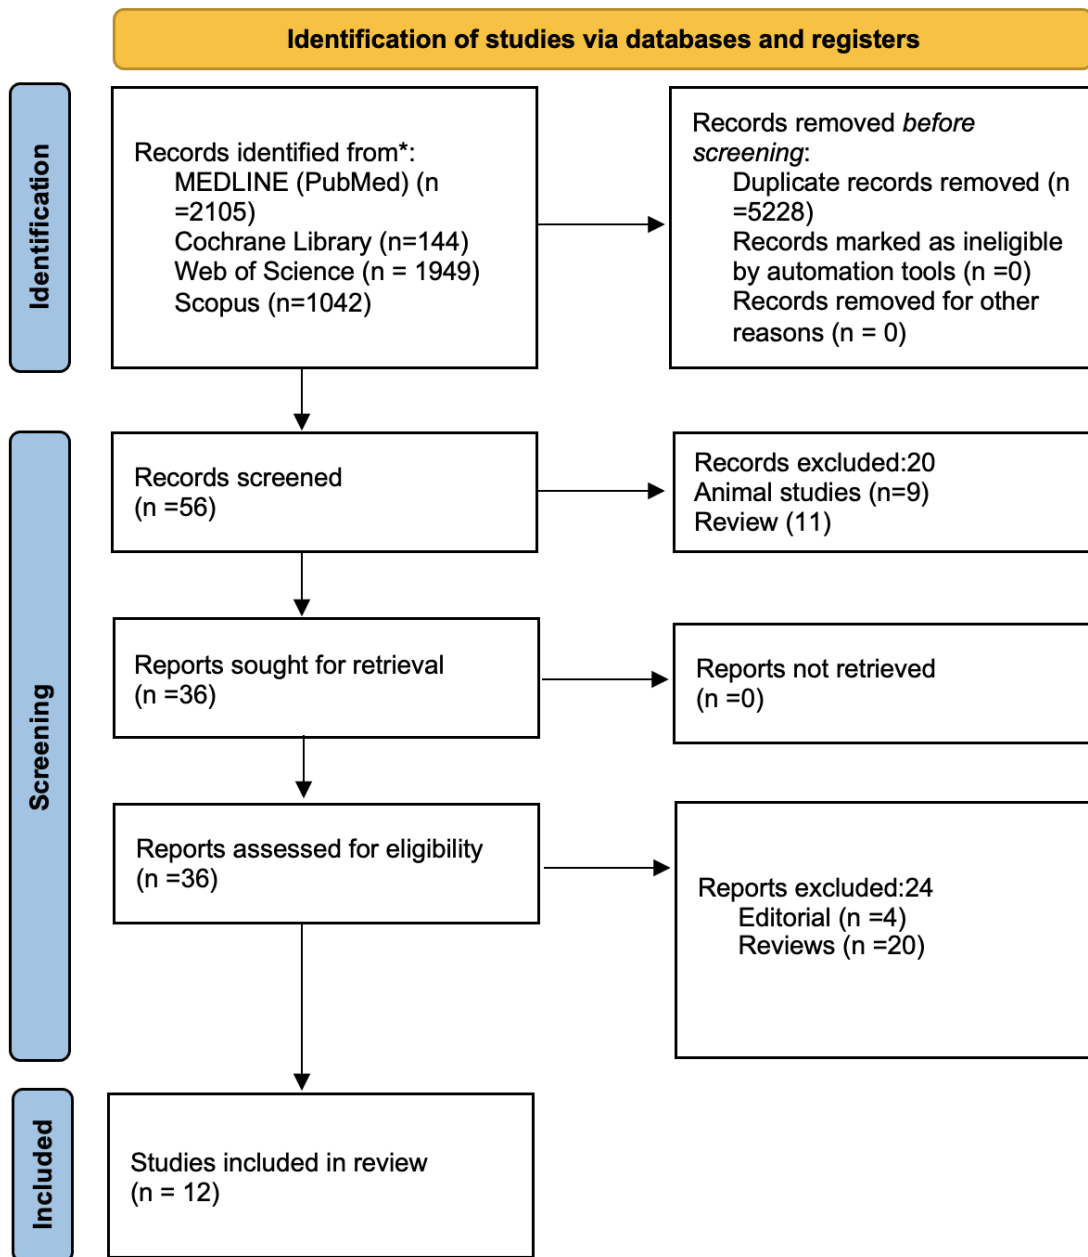 Identification of studies via databases and registers
Identification
Records identified from*:
MEDLINE (PubMed) (n
=2105)
Cochrane Library (n=144)
Web of Science (n = 1949)
Scopus (n=1042)
Records removed before
screening:
Duplicate records removed (n
=5228)
Records marked as ineligible
by automation tools (n =0)
Records removed for other
reasons (n = 0)
Screening
Records screened
(n =56)
Records excluded:20
Animal studies (n=9)
Review (11)
Reports sought for retrieval
(n =36)
Reports not retrieved
(n =0)
Reports assessed for eligibility
(n =36)
Reports excluded:24
Editorial (n =4)
Reviews (n =20)
Included
Studies included in review
(n = 12)